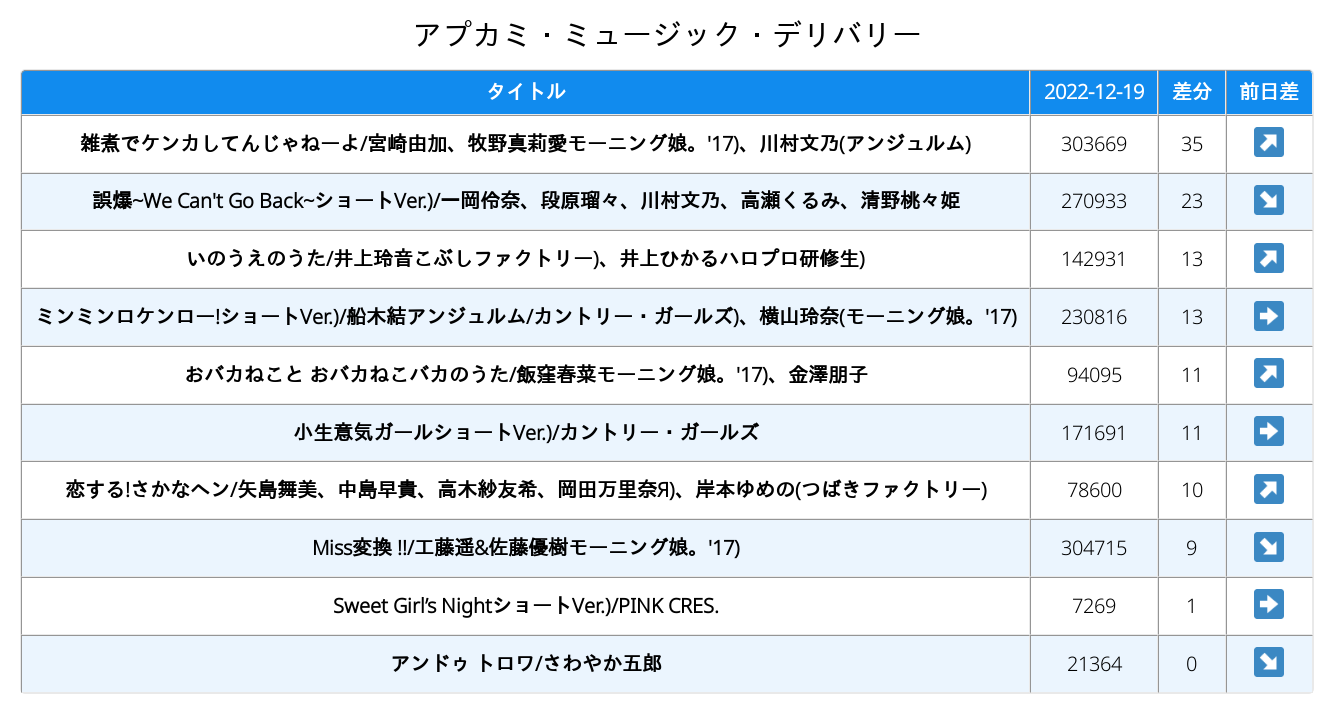 アプカミ・ミュージック・デリバリー
タイトル 2022-12-19 差分 前日差
雑煮でケンカしてんじゃねーよ/宮崎由加、牧野真莉愛モーニング娘。'17)、川村文乃(アンジュルム) 303669 35 ↗
誤爆~We Can't Go Back~ショートVer.)/一岡伶奈、段原瑠々、川村文乃、高瀬くるみ、清野桃々姫 270933 23 ↘
いのうえのうた/井上玲音こぶしファクトリー)、井上ひかるハロプロ研修生) 142931 13 ↗
ミンミンロケンロー!ショートVer.)/船木結アンジュルム/カントリー・ガールズ)、横山玲奈(モーニング娘。'17) 230816 13 ➡
おバカねこと おバカねこバカのうた/飯窪春菜モーニング娘。'17)、金澤朋子 94095 11 ↗
小生意気ガールショートVer.)/カントリー・ガールズ 171691 11 ➡
恋する!さかなヘン/矢島舞美、中島早貴、高木紗友希、岡田万里奈Я)、岸本ゆめの(つばきファクトリー) 78600 10 ↗
Miss変換 !!/工藤遥&佐藤優樹モーニング娘。'17) 304715 9 ↘
Sweet Girl’s NightショートVer.)/PINK CRES. 7269 1 ➡
アンドゥ トロワ/さわやか五郎 21364 0 ↘